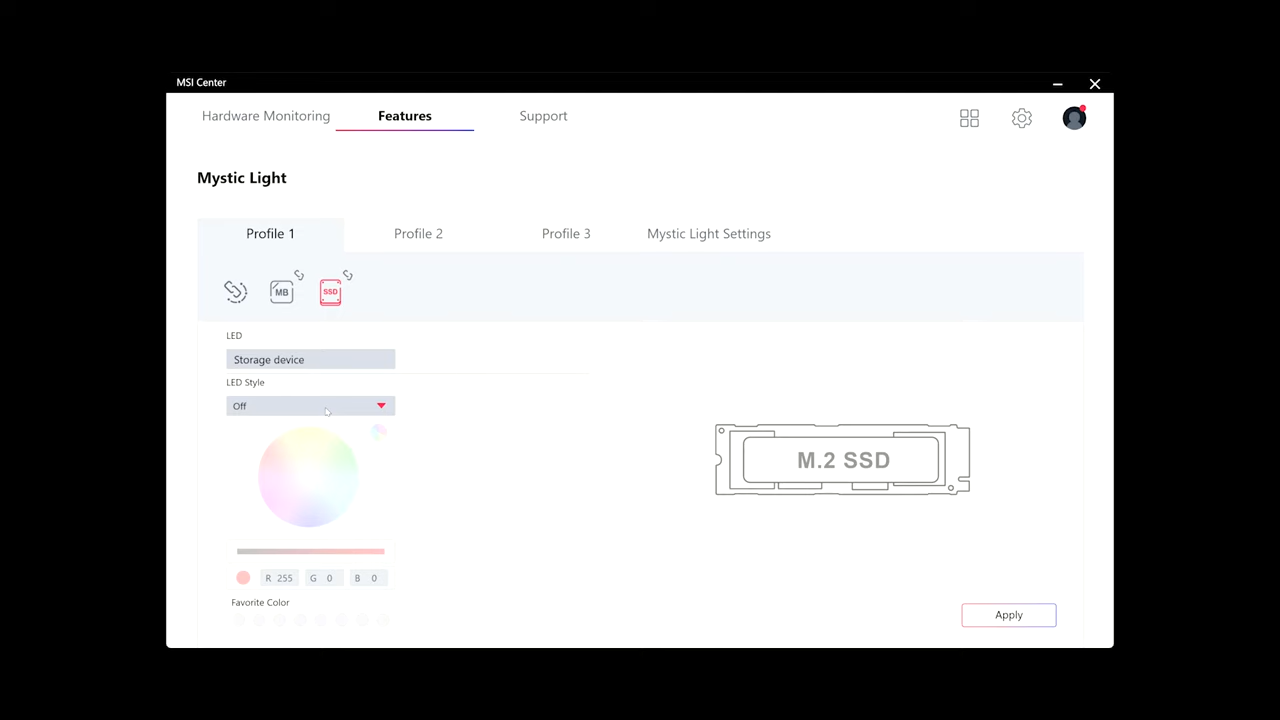 MSI Center
Hardware Monitoring Features Support
Mystic Light
Profile 1 Profile 2 Profile 3 Mystic Light Settings
MB SSD
LED
Storage device
LED Style
Off
M.2 SSD
R 255 G 0 B 0
Favorite Color
Apply